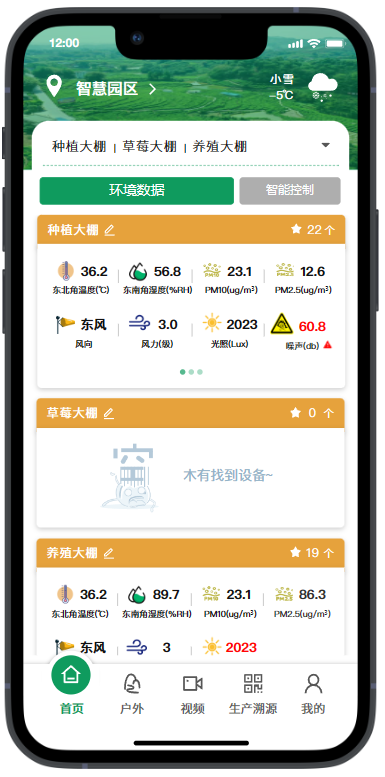 12:00
智慧园区
小雪
-5℃
种植大棚 | 草莓大棚 | 养殖大棚
环境数据 智能控制
种植大棚 22个
36.2 56.8 23.1 12.6
东北角温度(℃) 东南角湿度(%RH) PM10(ug/m³) PM2.5(ug/m³)
东风 3.0 2023 60.8
风向 风力(级) 光照(Lux) 噪声(db)
草莓大棚 0 个
窝
木有找到设备~
养殖大棚 19 个
36.2 89.7 23.1 86.3
东北角温度(℃) 东南角湿度(%RH) PM10(ug/m³) PM2.5(ug/m³)
东风 3 2023
首页 户外 视频 生产溯源 我的